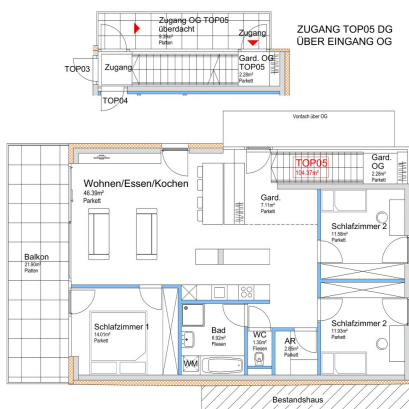 Zugang OG TOP05
überdacht
9.39m²
Platten
Zugang
ZUGANG TOP05 DG
ÜBER EINGANG OG
TOP03
Zugang
Gard. OG
TOP05
2.28m²
Parkett
TOP04
Vordach über OG
Wohnen/Essen/Kochen
46.39m²
Parkett
TOP05
104.37m²
Gard.
OG
2.28m²
Parkett
Gard.
7.11m²
Parkett
Schlafzimmer 2
11.58m²
Parkett
Balkon
21.90m²
Platten
Schlafzimmer 1
14.01m²
Parkett
Bad
6.92m²
Fliesen
WM
WC
1.30m²
Fliesen
AR
2.85m²
Parkett
Schlafzimmer 2
11.93m²
Parkett
Bestandshaus